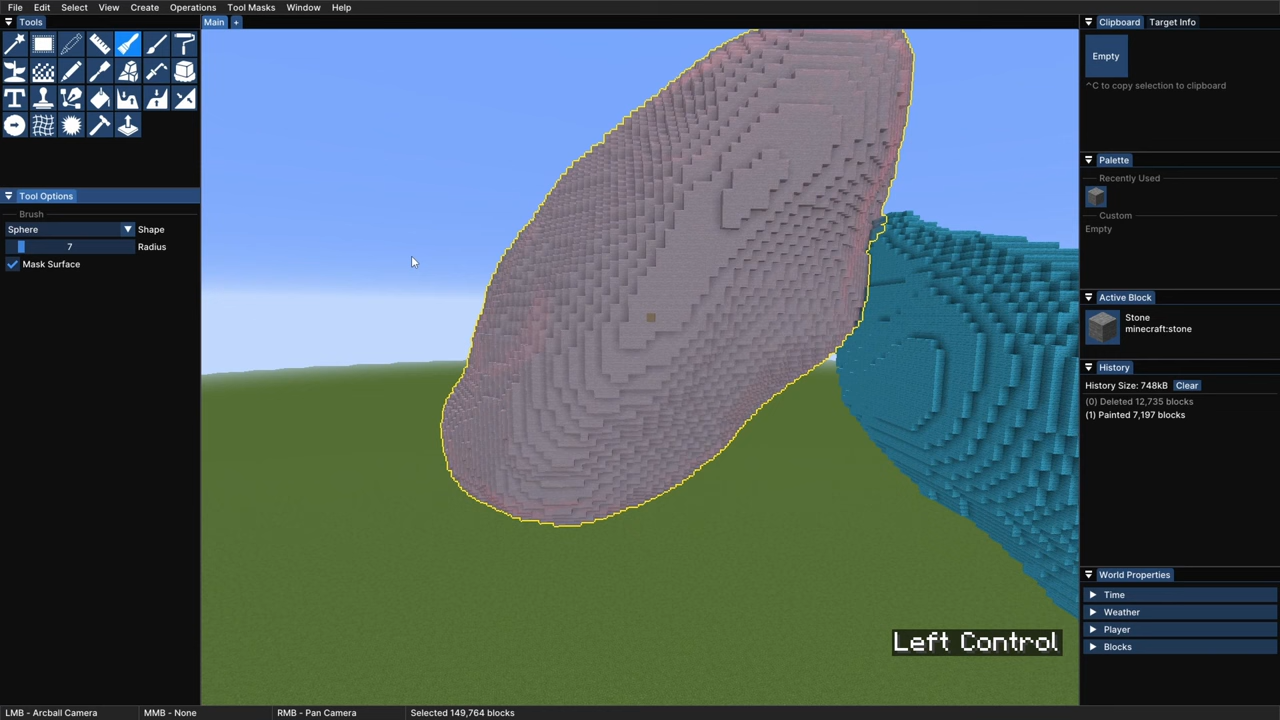 File Edit Select View Create Operations Tool Masks Window Help
Tools
Main +
Clipboard Target Info
Empty
^C to copy selection to clipboard
Tool Options
Brush
Sphere Shape
7 Radius
Mask Surface
Palette
Recently Used
Custom
Empty
Active Block
Stone
minecraft:stone
History
History Size: 748kB Clear
(0) Deleted 12,735 blocks
(1) Painted 7,197 blocks
World Properties
Time
Weather
Player
Blocks
Left Control
LMB - Arcball Camera MMB - None RMB - Pan Camera Selected 149,764 blocks